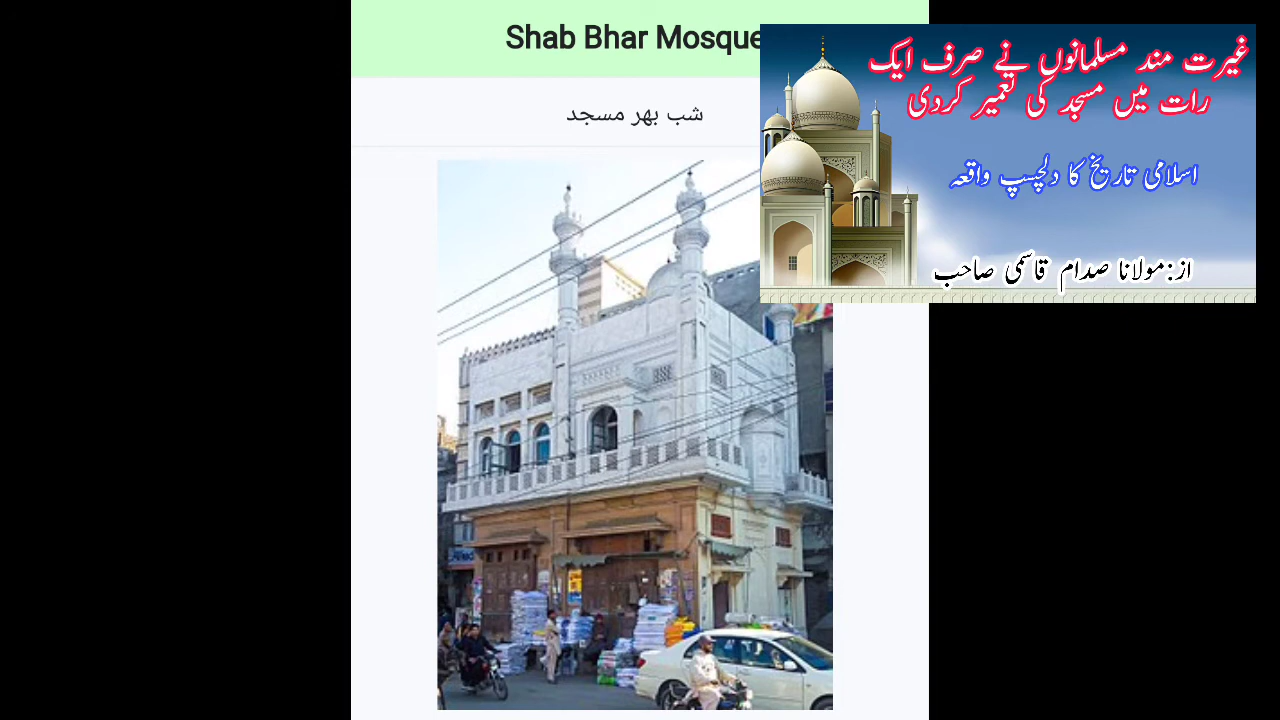 Shab Bhar Mosque
شب بھر مسجد
غیرت مند مسلمانوں نے صرف ایک
رات میں مسجد کی تعمیر کردی
اسلامی تاریخ کا دلچسپ واقعہ
از:مولانا صدام قاسمی صاحب